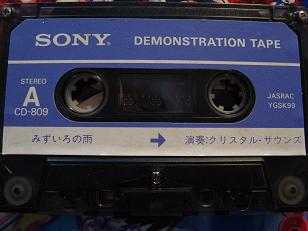 SONY DEMONSTRATION TAPE
STEREO
A
CD-809
JASRAC
YGSK99
みずいろの雨 → 演奏:クリスタル・サウンズ